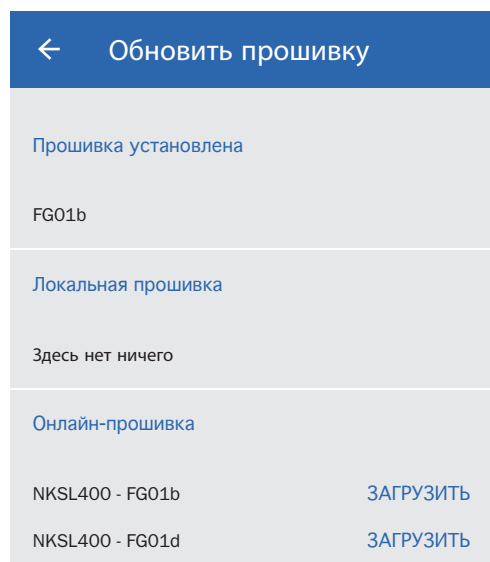 Обновить прошивку
Прошивка установлена
FG01b
Локальная прошивка
Здесь нет ничего
Онлайн-прошивка
NKSL400 - FG01b ЗАГРУЗИТЬ
NKSL400 - FG01d ЗАГРУЗИТЬ